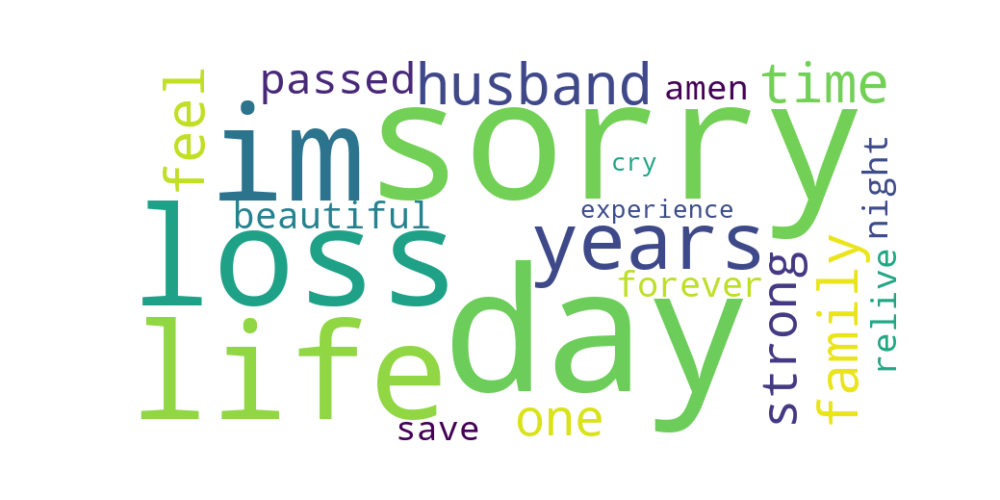 passed husband amen time
feel im sorry
cry
beautiful experience night
loss years
forever
strong family relive
life day
save one